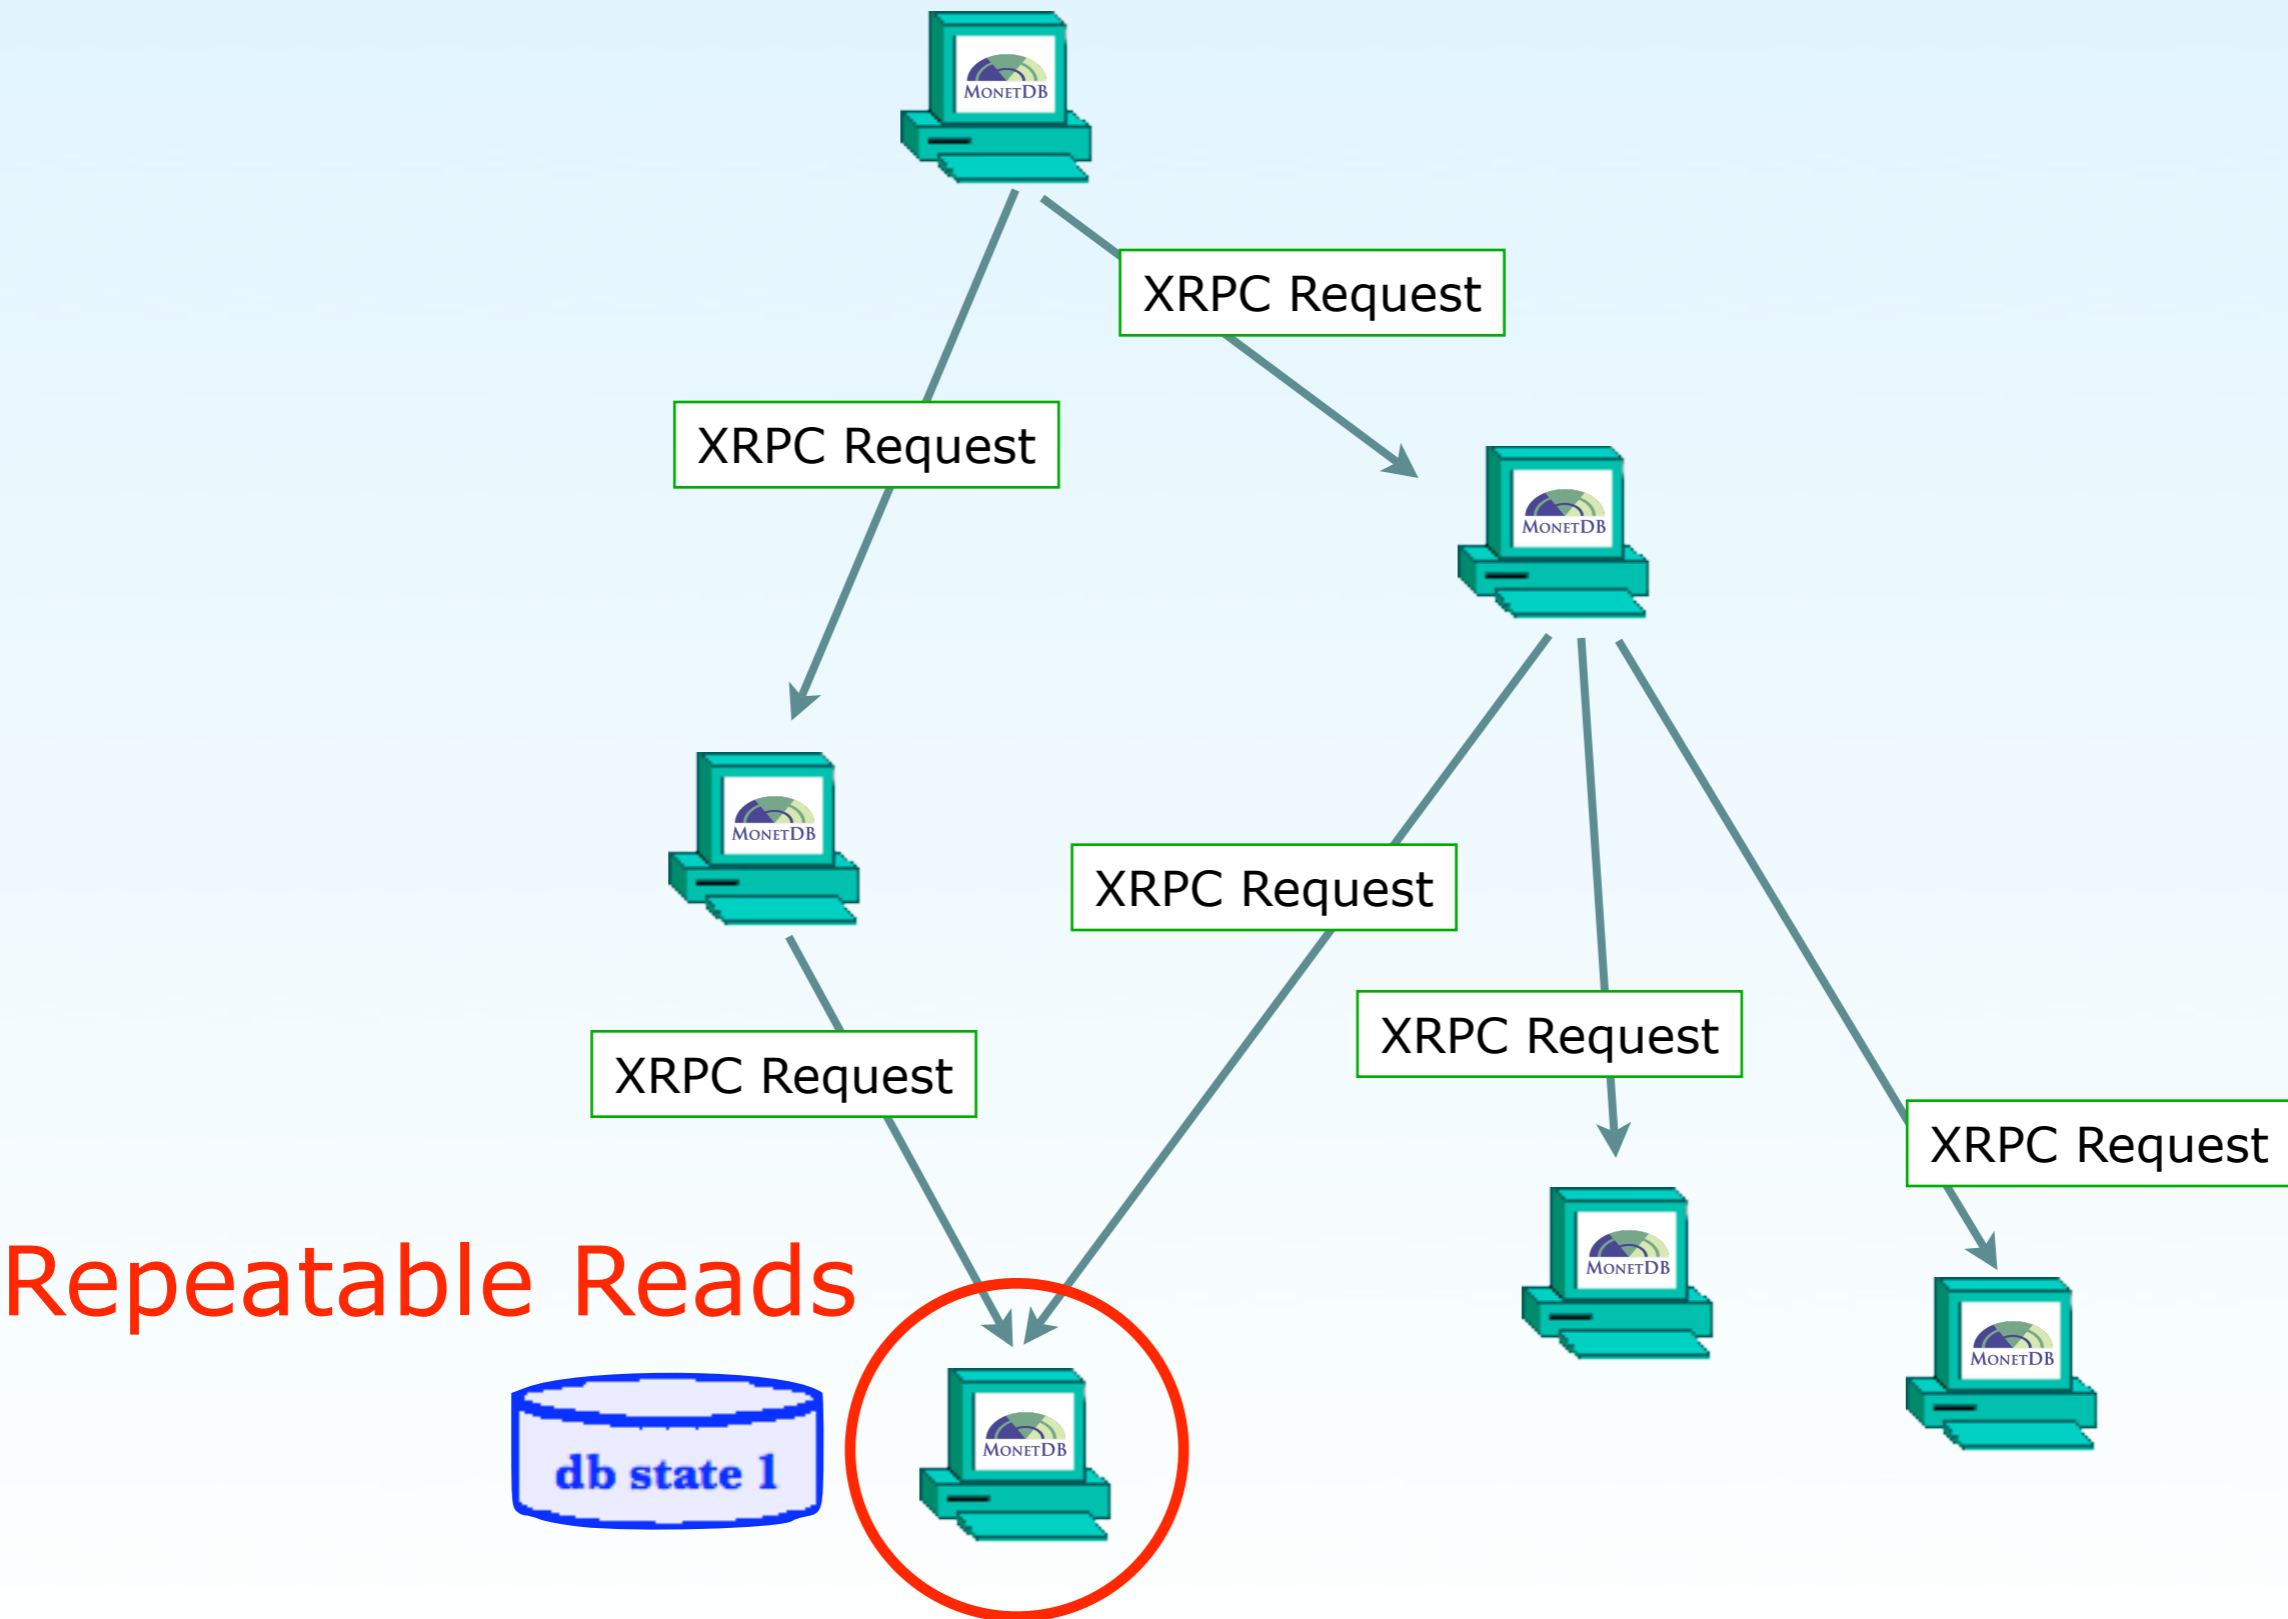 MONETDB
XRPC Request
XRPC Request
MONETDB
MONETDB
XRPC Request
XRPC Request
XRPC Request
XRPC Request
Repeatable Reads
MONETDB
MONETDB
db state 1
MONETDB